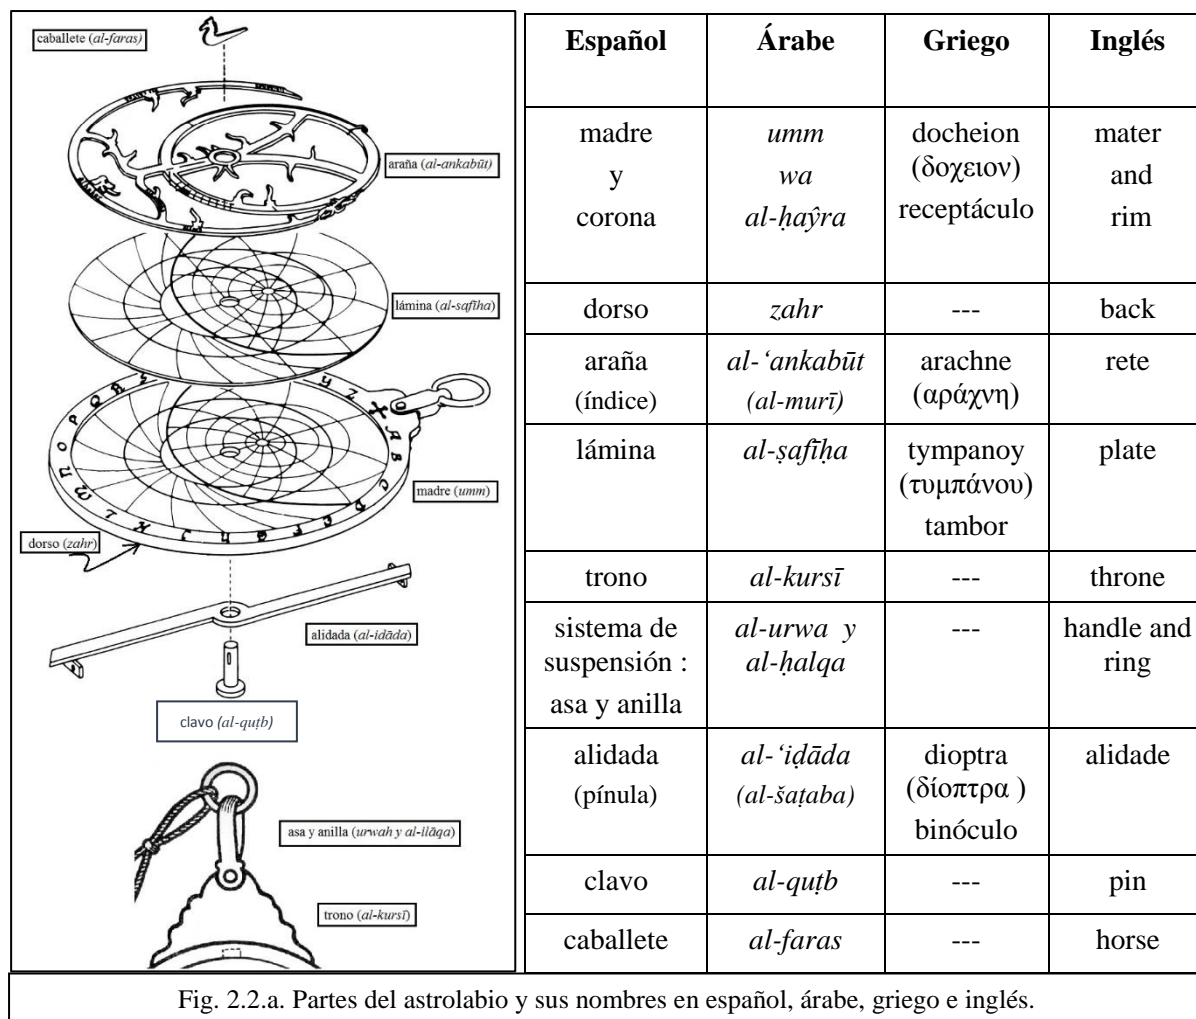 caballete (al-faras)
araña (al-ankabūt)
lámina (al-safīha)
Y Z A B C D E F G H I K L M N O P Q R S
madre (umm)
dorso (zahr)
alidada (al-idāda)
clavo (al-quṭb)
asa y anilla (urwah y al-ilāqa)
trono (al-kursī)
Español Árabe Griego Inglés
madre umm docheion mater
y wa (δοχειον) and
corona al-ḥaŷra receptáculo rim
dorso zahr --- back
araña al-‘ankabūt arachne rete
(índice) (al-murī) (αράχνη)
lámina al-ṣafīḥa tympanoy plate
(τυμπάνου)
tambor
trono al-kursī --- throne
sistema de al-urwa y --- handle and
suspensión : al-ḥalqa ring
asa y anilla
alidada al-‘iḍāda dioptra alidade
(pínula) (al-šaṭaba) (δίοπτρα )
binóculo
clavo al-quṭb --- pin
caballete al-faras --- horse
Fig. 2.2.a. Partes del astrolabio y sus nombres en español, árabe, griego e inglés.